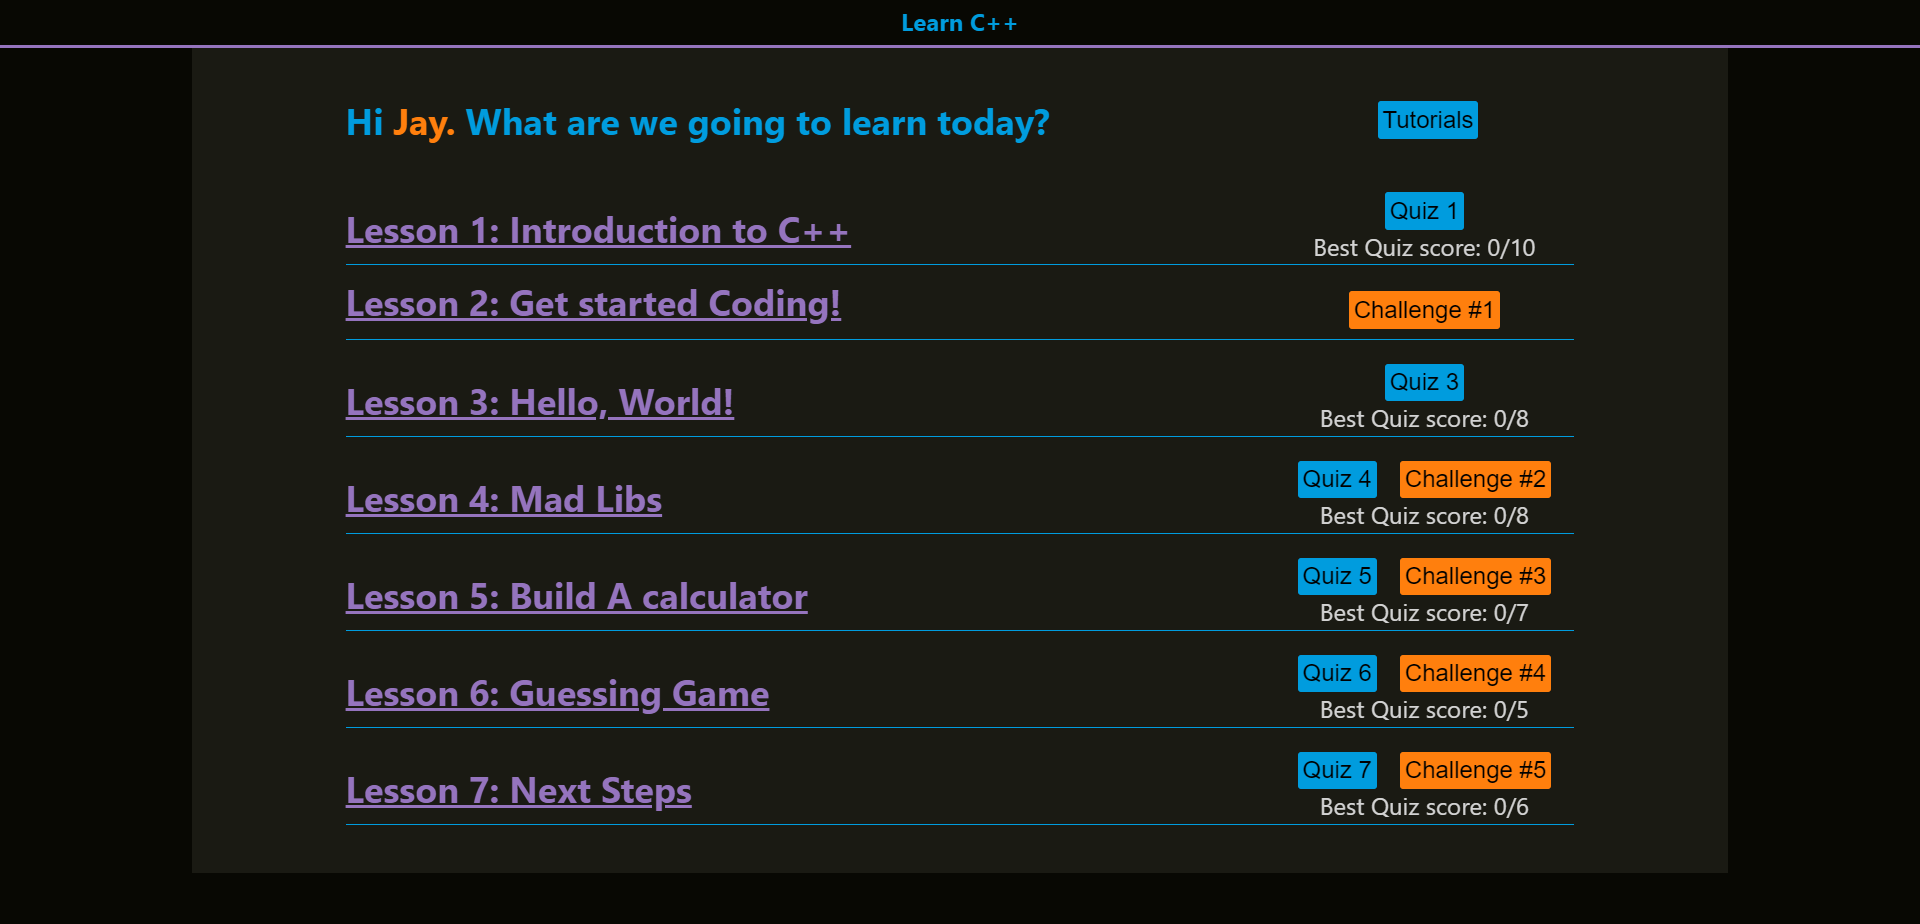 Learn C++
Hi Jay. What are we going to learn today?
Tutorials
Lesson 1: Introduction to C++
Quiz 1
Best Quiz score: 0/10
Lesson 2: Get started Coding!
Challenge #1
Lesson 3: Hello, World!
Quiz 3
Best Quiz score: 0/8
Lesson 4: Mad Libs
Quiz 4 Challenge #2
Best Quiz score: 0/8
Lesson 5: Build A calculator
Quiz 5 Challenge #3
Best Quiz score: 0/7
Lesson 6: Guessing Game
Quiz 6 Challenge #4
Best Quiz score: 0/5
Lesson 7: Next Steps
Quiz 7 Challenge #5
Best Quiz score: 0/6